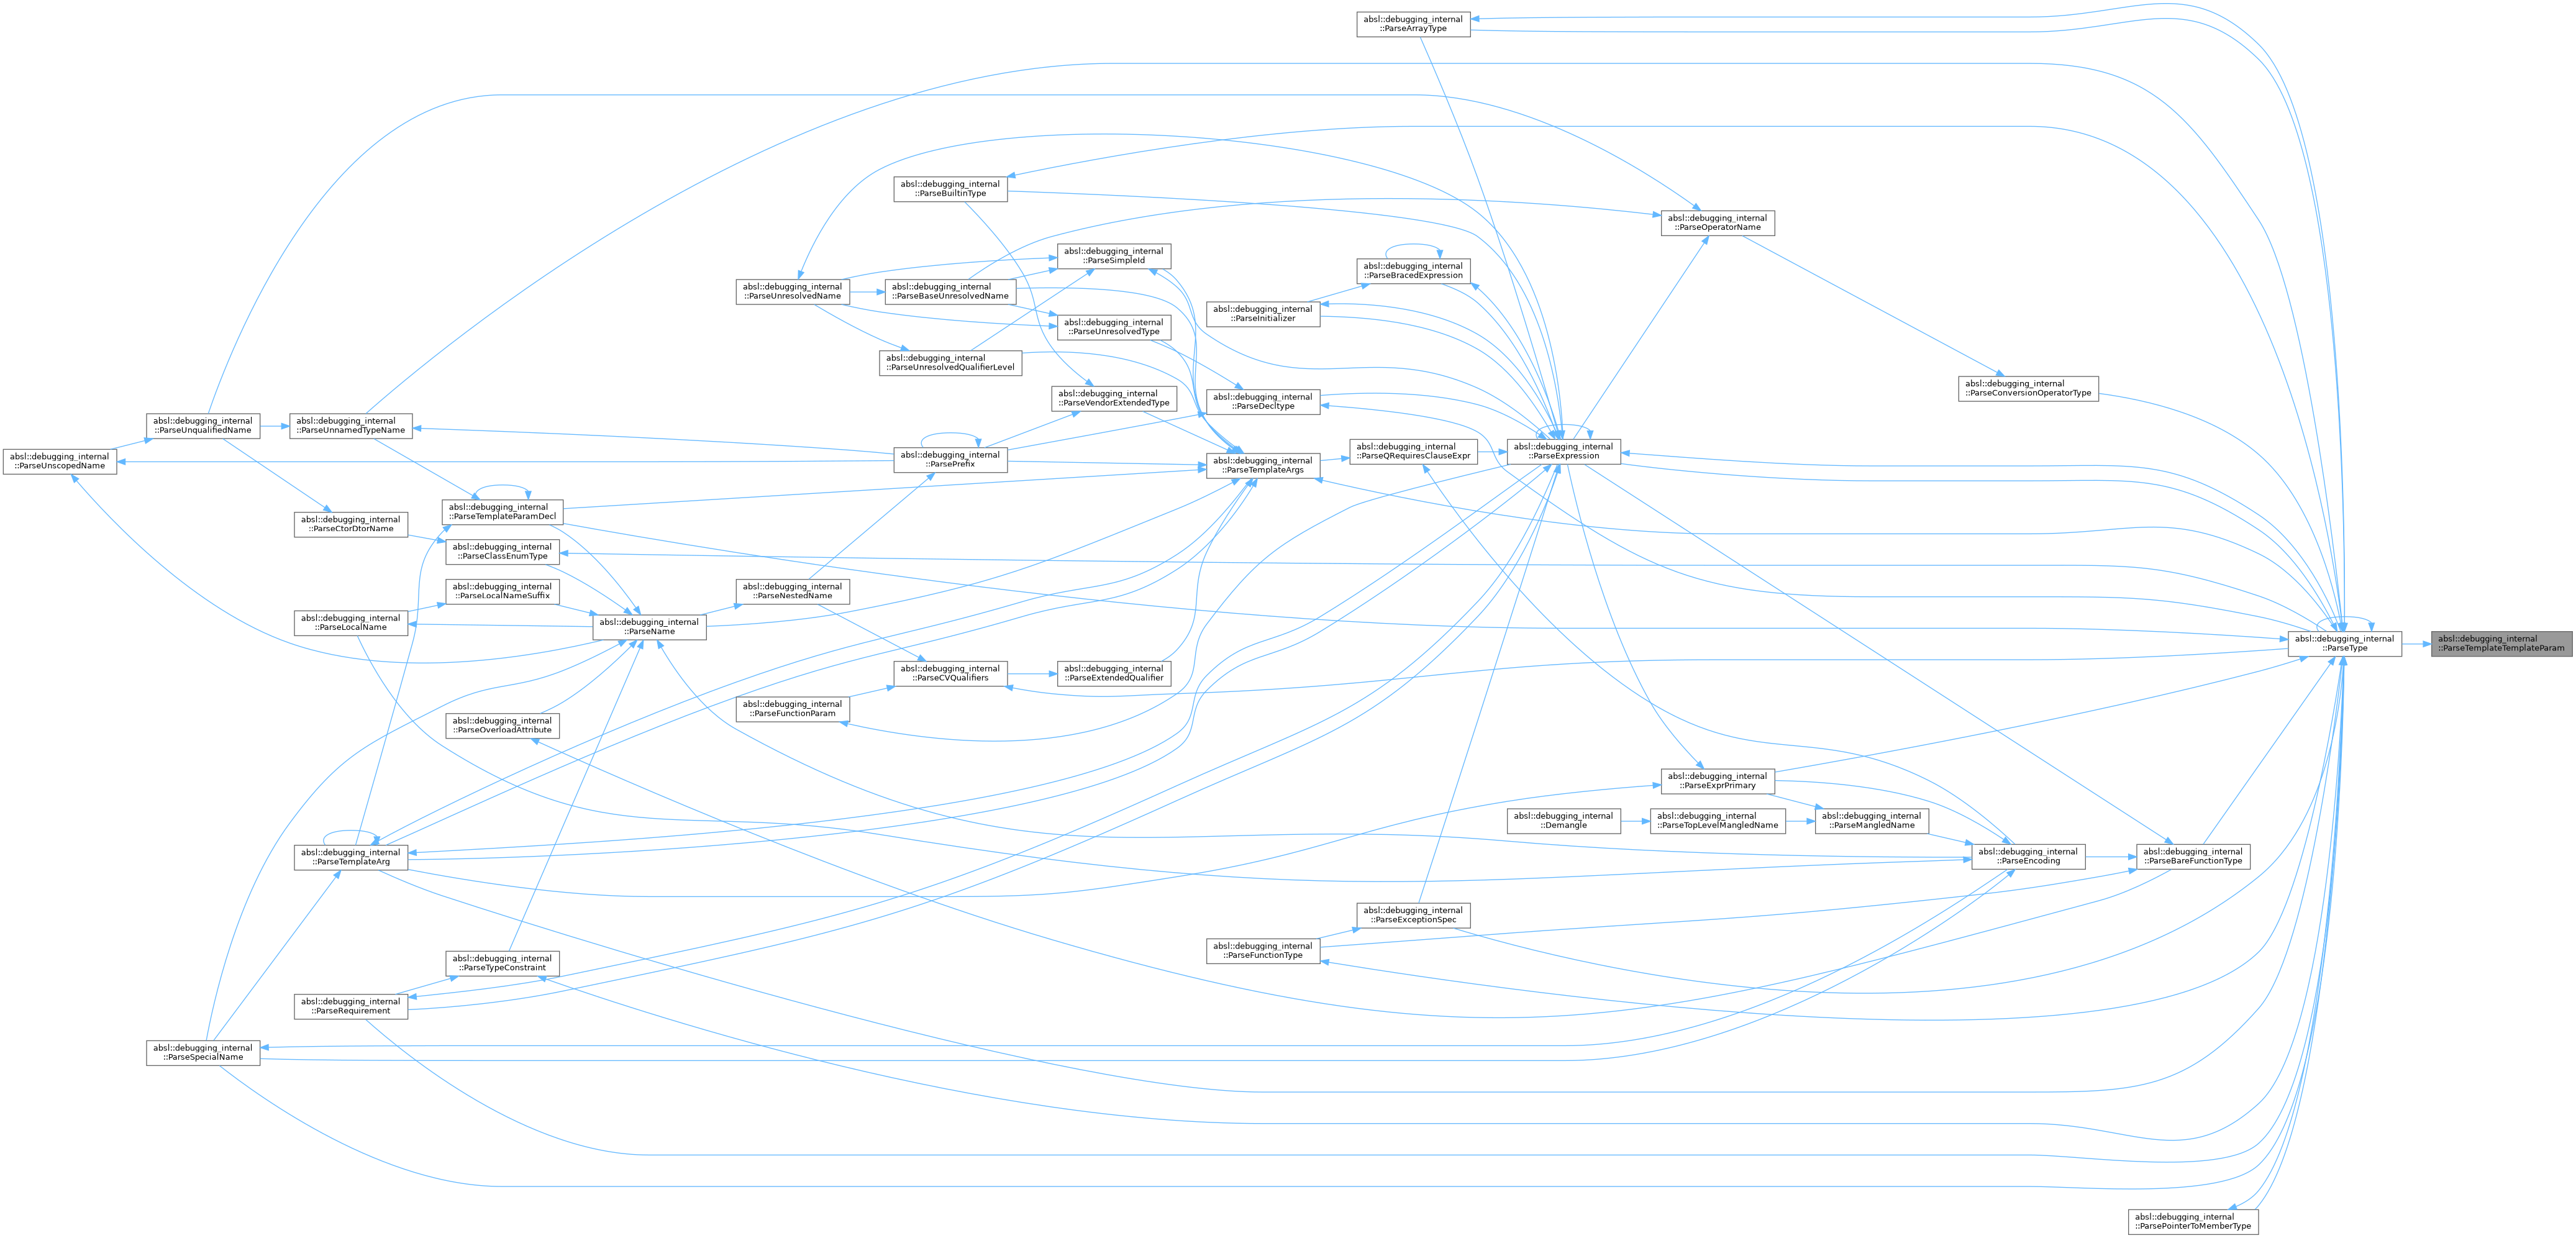 absl::debugging_internal
::ParseArrayType
absl::debugging_internal
::ParseBuiltinType
absl::debugging_internal
::ParseOperatorName
absl::debugging_internal
::ParseSimpleId
absl::debugging_internal
::ParseBracedExpression
absl::debugging_internal
::ParseUnresolvedName
absl::debugging_internal
::ParseBaseUnresolvedName
absl::debugging_internal
::ParseInitializer
absl::debugging_internal
::ParseUnresolvedType
absl::debugging_internal
::ParseUnresolvedQualifierLevel
absl::debugging_internal
::ParseConversionOperatorType
absl::debugging_internal
::ParseVendorExtendedType
absl::debugging_internal
::ParseDecltype
absl::debugging_internal
::ParseUnqualifiedName
absl::debugging_internal
::ParseUnnamedTypeName
absl::debugging_internal
::ParseUnscopedName
absl::debugging_internal
::ParsePrefix
absl::debugging_internal
::ParseTemplateArgs
absl::debugging_internal
::ParseQRequiresClauseExpr
absl::debugging_internal
::ParseExpression
absl::debugging_internal
::ParseTemplateParamDecl
absl::debugging_internal
::ParseCtorDtorName
absl::debugging_internal
::ParseClassEnumType
absl::debugging_internal
::ParseLocalNameSuffix
absl::debugging_internal
::ParseNestedName
absl::debugging_internal
::ParseLocalName
absl::debugging_internal
::ParseName
absl::debugging_internal
::ParseType
absl::debugging_internal
::ParseTemplateTemplateParam
absl::debugging_internal
::ParseCVQualifiers
absl::debugging_internal
::ParseExtendedQualifier
absl::debugging_internal
::ParseFunctionParam
absl::debugging_internal
::ParseOverloadAttribute
absl::debugging_internal
::ParseExprPrimary
absl::debugging_internal
::Demangle
absl::debugging_internal
::ParseTopLevelMangledName
absl::debugging_internal
::ParseMangledName
absl::debugging_internal
::ParseTemplateArg
absl::debugging_internal
::ParseEncoding
absl::debugging_internal
::ParseBareFunctionType
absl::debugging_internal
::ParseExceptionSpec
absl::debugging_internal
::ParseFunctionType
absl::debugging_internal
::ParseTypeConstraint
absl::debugging_internal
::ParseRequirement
absl::debugging_internal
::ParseSpecialName
absl::debugging_internal
::ParsePointerToMemberType